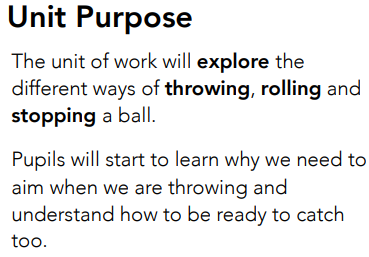 Unit Purpose
The unit of work will explore the
different ways of throwing, rolling and
stopping a ball.
Pupils will start to learn why we need to
aim when we are throwing and
understand how to be ready to catch
too.